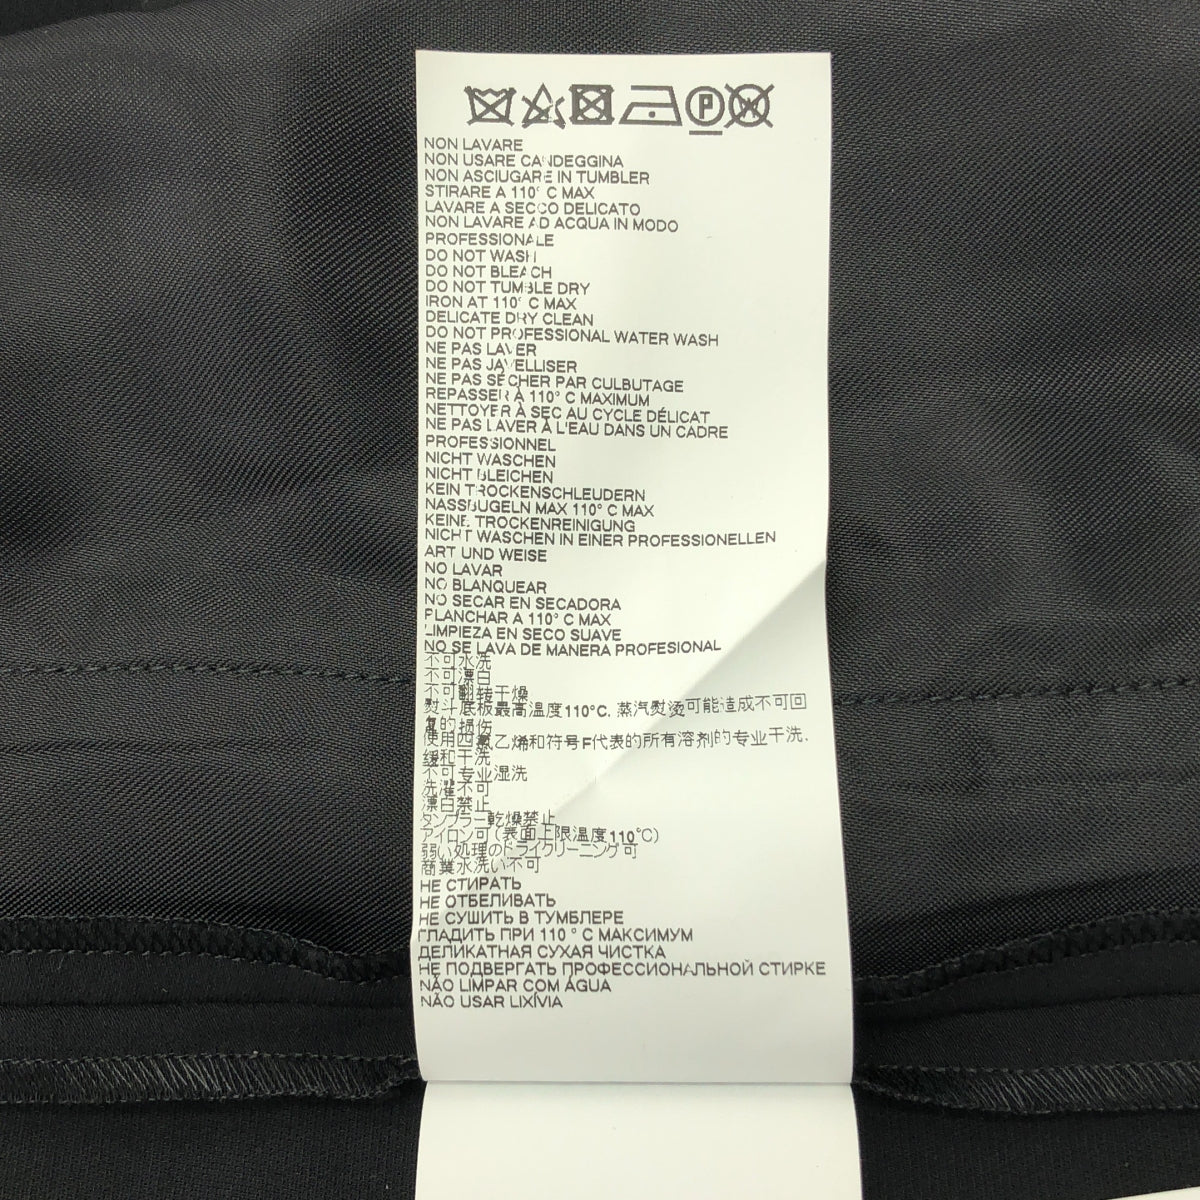 NON LAVARE
NON USARE CANDEGGINA
NON ASCIUGARE IN TUMBLER
STIRARE A 110° C MAX
LAVARE A SECCO DELICATO
NON LAVARE AD ACQUA IN MODO
PROFESSIONALE
DO NOT WASH
DO NOT BLEACH
DO NOT TUMBLE DRY
IRON AT 110° C MAX
DELICATE DRY CLEAN
DO NOT PROFESSIONAL WATER WASH
NE PAS LAVER
NE PAS JAVELLISER
NE PAS SÉCHER PAR CULBUTAGE
REPASSER À 110° C MAXIMUM
NETTOYER À SEC AU CYCLE DÉLICAT
NE PAS LAVER À L'EAU DANS UN CADRE
PROFESSIONNEL
NICHT WASCHEN
NICHT BLEICHEN
KEIN TROCKENSCHLEUDERN
NASSBÜGELN MAX 110° C MAX
KEINE TROCKENREINIGUNG
NICHT WASCHEN IN EINER PROFESSIONELLEN
ART UND WEISE
NO LAVAR
NO BLANQUEAR
NO SECAR EN SECADORA
PLANCHAR A 110° C MAX
LIMPIEZA EN SECO SUAVE
NO SE LAVA DE MANERA PROFESIONAL
不可水洗
不可漂白
不可翻转干燥
熨斗底板最高温度110°C, 蒸汽熨烫可能造成不可回
复的损伤
使用四氯乙烯和符号F代表的所有溶剂的专业干洗,
缓和干洗
不可专业湿洗
洗濯不可
漂白禁止
タンブラー乾燥禁止
アイロン可(表面上限温度110℃)
弱い処理のドライクリーニング可
商業水洗い不可
НЕ СТИРАТЬ
НЕ ОТБЕЛИВАТЬ
НЕ СУШИТЬ В ТУМБЛЕРЕ
ГЛАДИТЬ ПРИ 110 ° С МАКСИМУМ
ДЕЛИКАТНАЯ СУХАЯ ЧИСТКА
НЕ ПОДВЕРГАТЬ ПРОФЕССИОНАЛЬНОЙ СТИРКЕ
NÃO LIMPAR COM ÁGUA
NÃO USAR LIXÍVIA